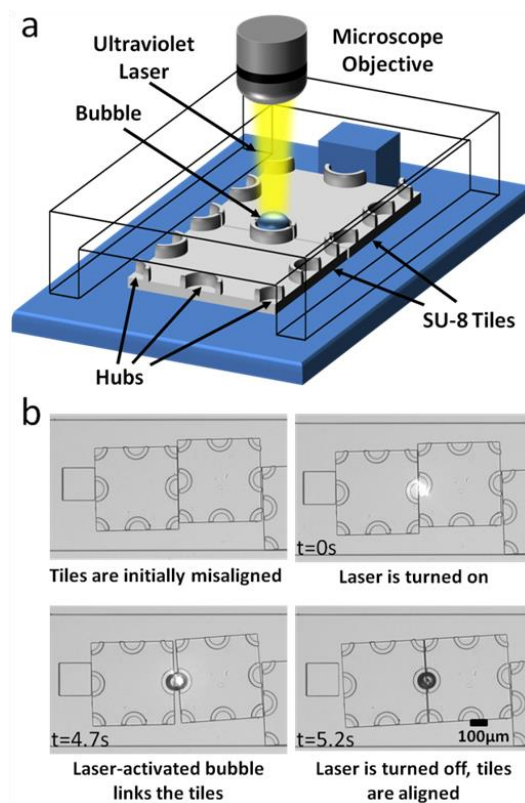 a
Ultraviolet
Laser
Microscope
Objective
Bubble
SU-8 Tiles
Hubs
b
Tiles are initially misaligned
t=0s
Laser is turned on
t=4.7s
Laser-activated bubble
links the tiles
t=5.2s
100μm
Laser is turned off, tiles
are aligned